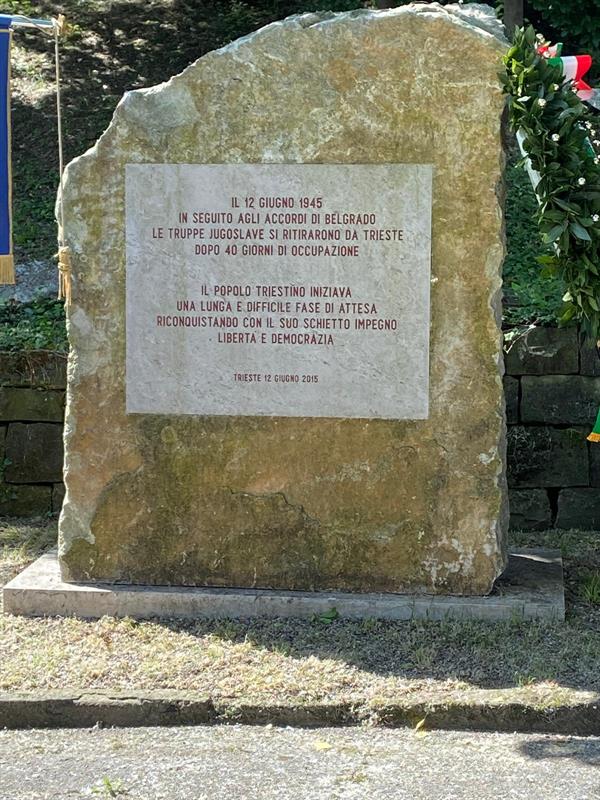 IL 12 GIUGNO 1945
IN SEGUITO AGLI ACCORDI DI BELGRADO
LE TRUPPE JUGOSLAVE SI RITIRARONO DA TRIESTE
DOPO 40 GIORNI DI OCCUPAZIONE
IL POPOLO TRIESTINO INIZIAVA
UNA LUNGA E DIFFICILE FASE DI ATTESA
RICONQUISTANDO CON IL SUO SCHIETTO IMPEGNO
LIBERTÀ E DEMOCRAZIA
TRIESTE 12 GIUGNO 2015